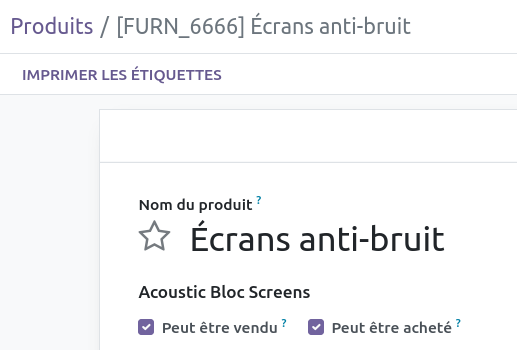 Produits / [FURN_6666] Écrans anti-bruit
IMPRIMER LES ÉTIQUETTES
Nom du produit ?
Écrans anti-bruit
Acoustic Bloc Screens
Peut être vendu ? Peut être acheté ?